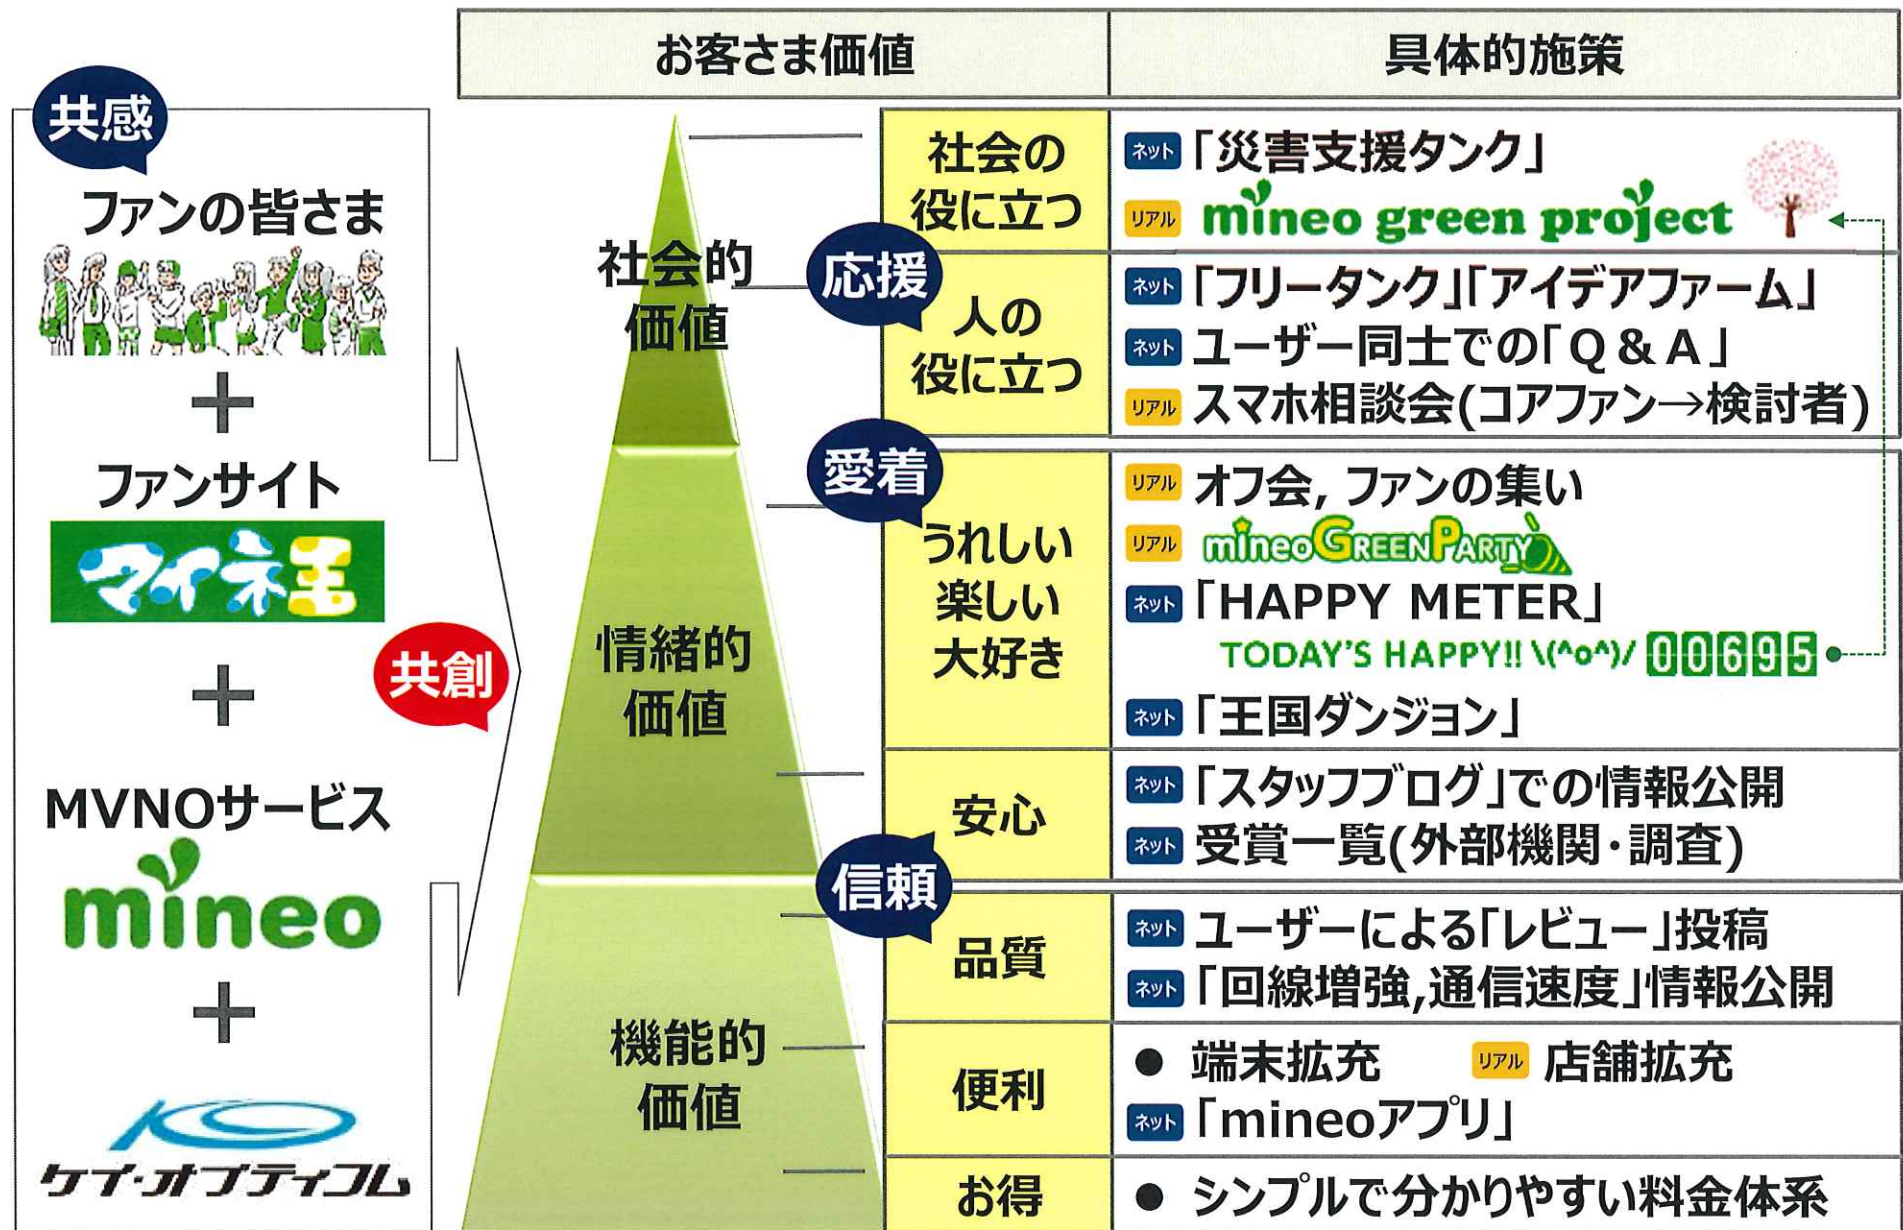 お客さま価値
具体的施策
共感
ファンの皆さま
+
ファンサイト
マイネ王
+
共創
MVNOサービス
mineo
+
ケイ・オプティコム
社会的
価値
情緒的
価値
機能的
価値
応援
愛着
信頼
社会の
役に立つ
ネット「災害支援タンク」
リアル mineo green project
人の
役に立つ
ネット「フリータンク」「アイデアファーム」
ネット ユーザー同士での「Q&A」
リアル スマホ相談会(コアファン→検討者)
うれしい
楽しい
大好き
リアル オフ会, ファンの集い
リアル mineo GREEN PARTY
ネット「HAPPY METER」
TODAY'S HAPPY!! \(^o^)/ 00695
ネット「王国ダンジョン」
安心
ネット「スタッフブログ」での情報公開
ネット 受賞一覧(外部機関・調査)
品質
ネット ユーザーによる「レビュー」投稿
ネット「回線増強,通信速度」情報公開
便利
● 端末拡充 リアル 店舗拡充
ネット「mineoアプリ」
お得
● シンプルで分かりやすい料金体系